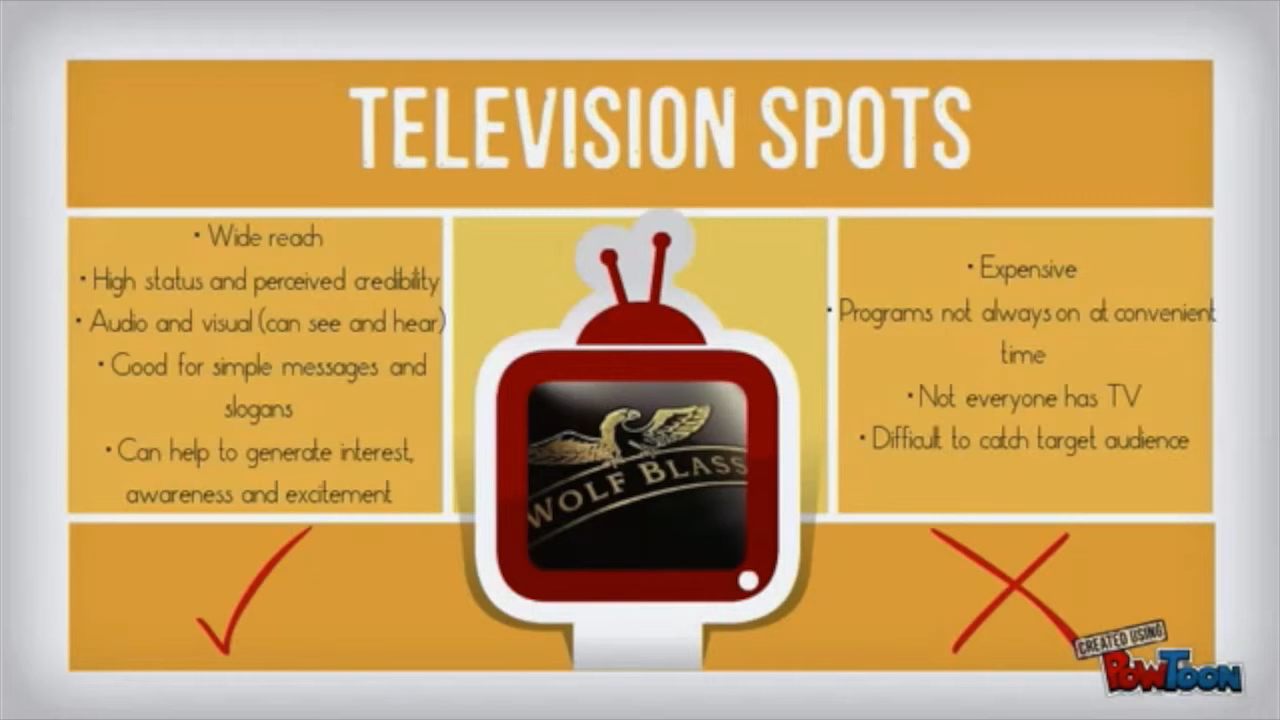 TELEVISION SPOTS
• Wide reach
• High status and perceived credibility
• Audio and visual (can see and hear)
• Good for simple messages and
slogans
• Can help to generate interest,
awareness and excitement
WOLF BLASS
• Expensive
• Programs not always on at convenient
time
• Not everyone has TV
• Difficult to catch target audience
CREATED USING
POWTOON